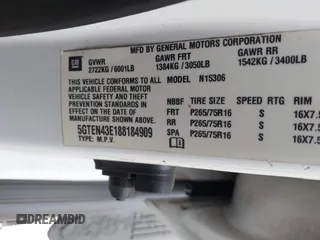 MFD BY GENERAL MOTORS CORPORATION
GM GVWR GAWR FRT GAWR RR
2722KG / 6001LB 1384KG / 3050LB 1542KG / 3400LB
THIS VEHICLE CONFORMS TO ALL MODEL N15306
APPLICABLE FEDERAL MOTOR
VEHICLE SAFETY AND THEFT NBBF TIRE SIZE SPEED RTG RIM
PREVENTION STANDARDS IN FRT P265/75R16 S 16X7.
EFFECT ON THE DATE OF RR P265/75R16 S 16X7.5
MANUFACTURE SHOWN ABOVE. SPA P265/75R16 S 16X7.5
5GTEN43E188184909
TYPE: M.P.V.
DREAMBID